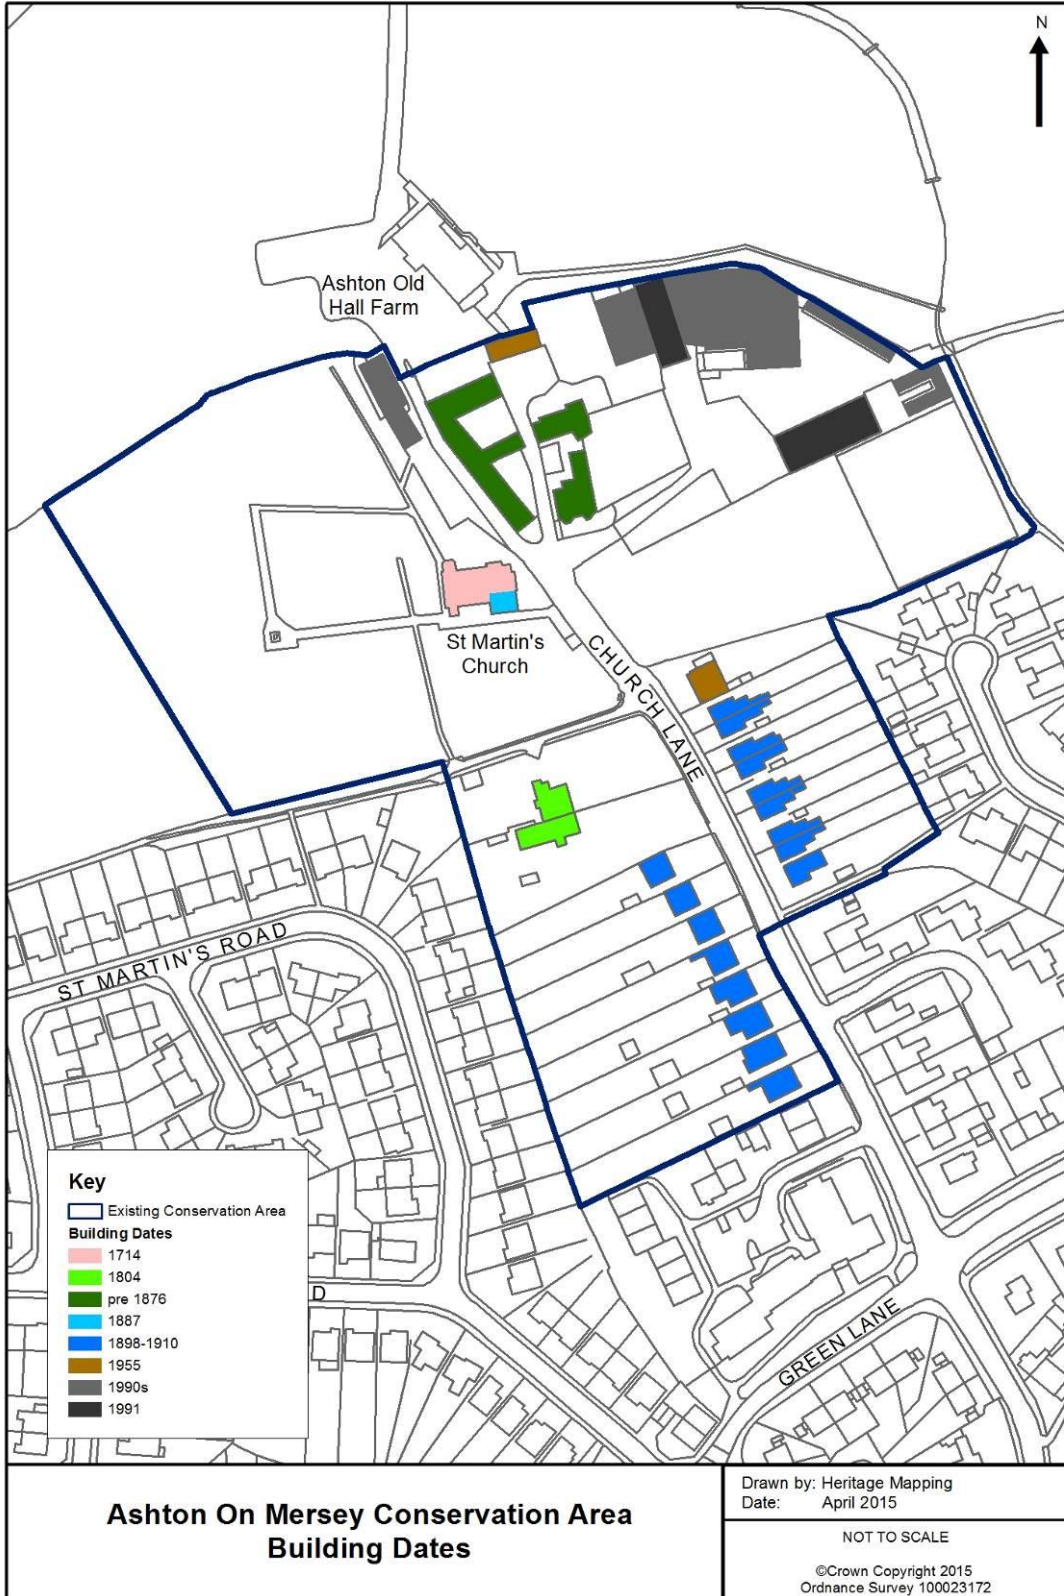 N
Ashton Old
Hall Farm
St Martin's
Church
CHURCH LANE
ST MARTIN'S ROAD
D
GREEN LANE
Key
Existing Conservation Area
Building Dates
1714
1804
pre 1876
1887
1898-1910
1955
1990s
1991
Ashton On Mersey Conservation Area
Building Dates
Drawn by: Heritage Mapping
Date: April 2015
NOT TO SCALE
©Crown Copyright 2015
Ordnance Survey 100023172